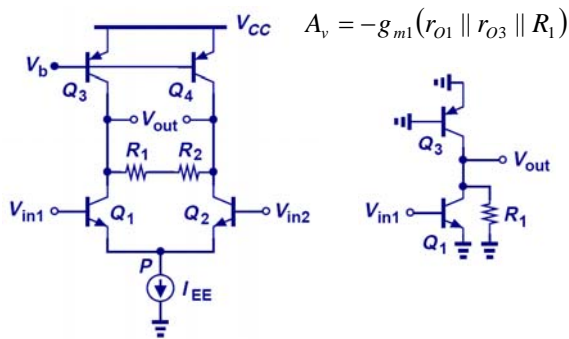 V_CC
A_v = −g_m1(r_O1 || r_O3 || R_1)
V_b
Q_3
Q_4
V_out
R_1
R_2
V_in1
Q_1
Q_2
V_in2
P
I_EE
Q_3
V_out
V_in1
R_1
Q_1